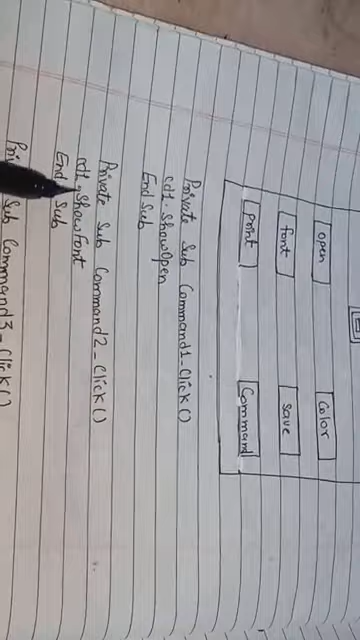 open
Color
font
save
print
Command
Private Sub Command1_Click()
cd1.ShowOpen
End Sub
Private Sub Command2_Click()
cd1.ShowFont
End Sub
Sub Command3_Click()